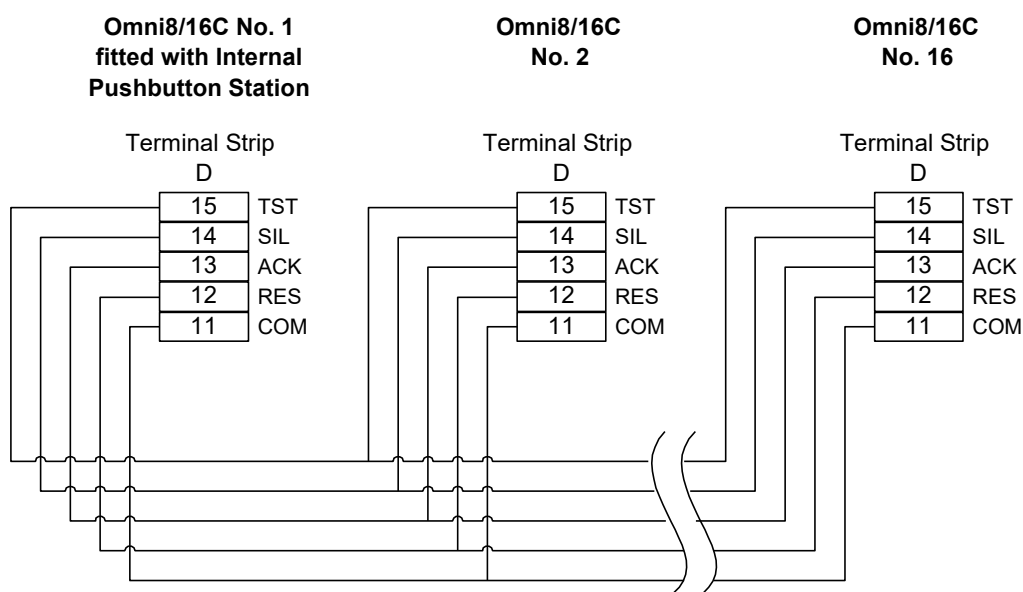 Omni8/16C No. 1
fitted with Internal
Pushbutton Station
Omni8/16C
No. 2
Omni8/16C
No. 16
Terminal Strip
D
15 TST
14 SIL
13 ACK
12 RES
11 COM
Terminal Strip
D
15 TST
14 SIL
13 ACK
12 RES
11 COM
Terminal Strip
D
15 TST
14 SIL
13 ACK
12 RES
11 COM